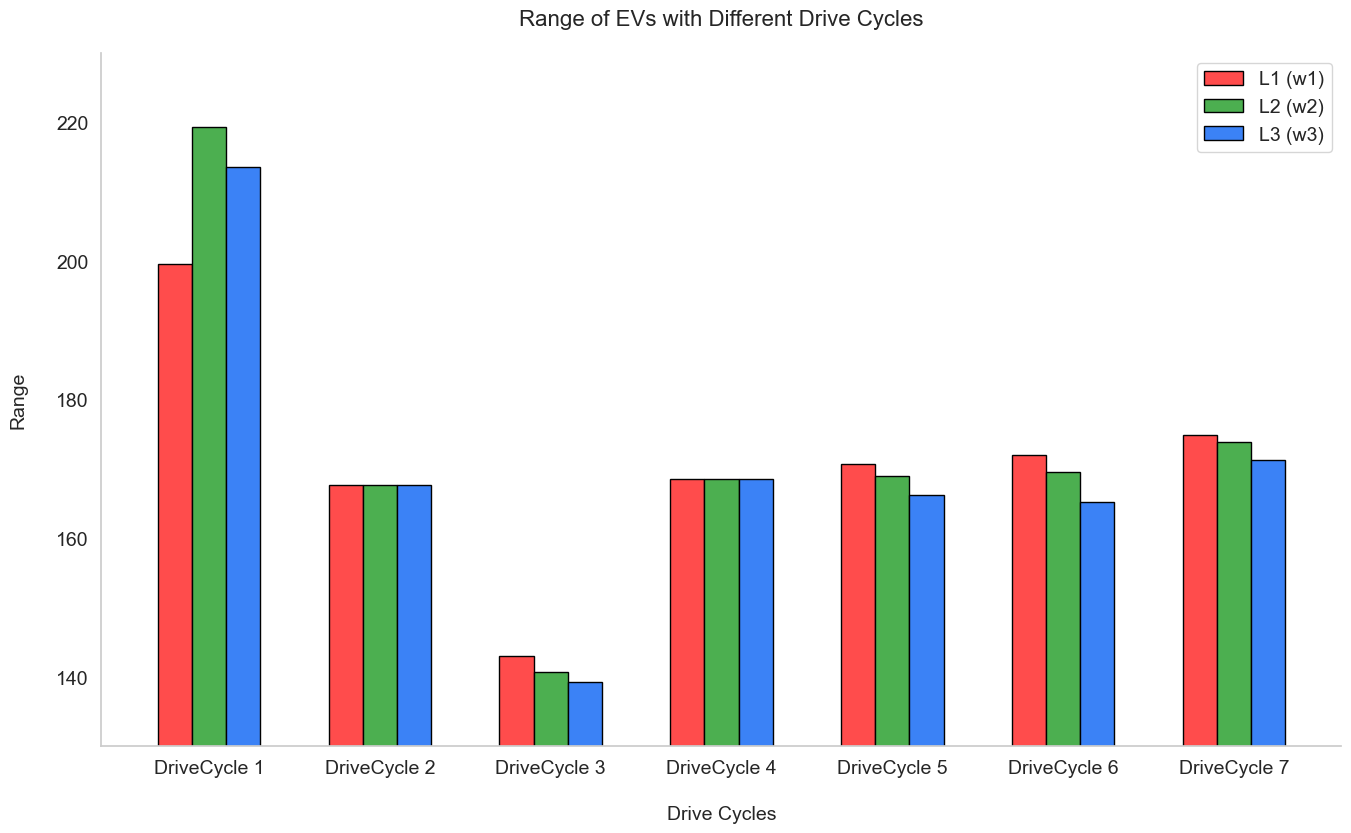 Range of EVs with Different Drive Cycles
L1 (w1)
L2 (w2)
L3 (w3)
220
200
180
160
140
Range
DriveCycle 1
DriveCycle 2
DriveCycle 3
DriveCycle 4
DriveCycle 5
DriveCycle 6
DriveCycle 7
Drive Cycles